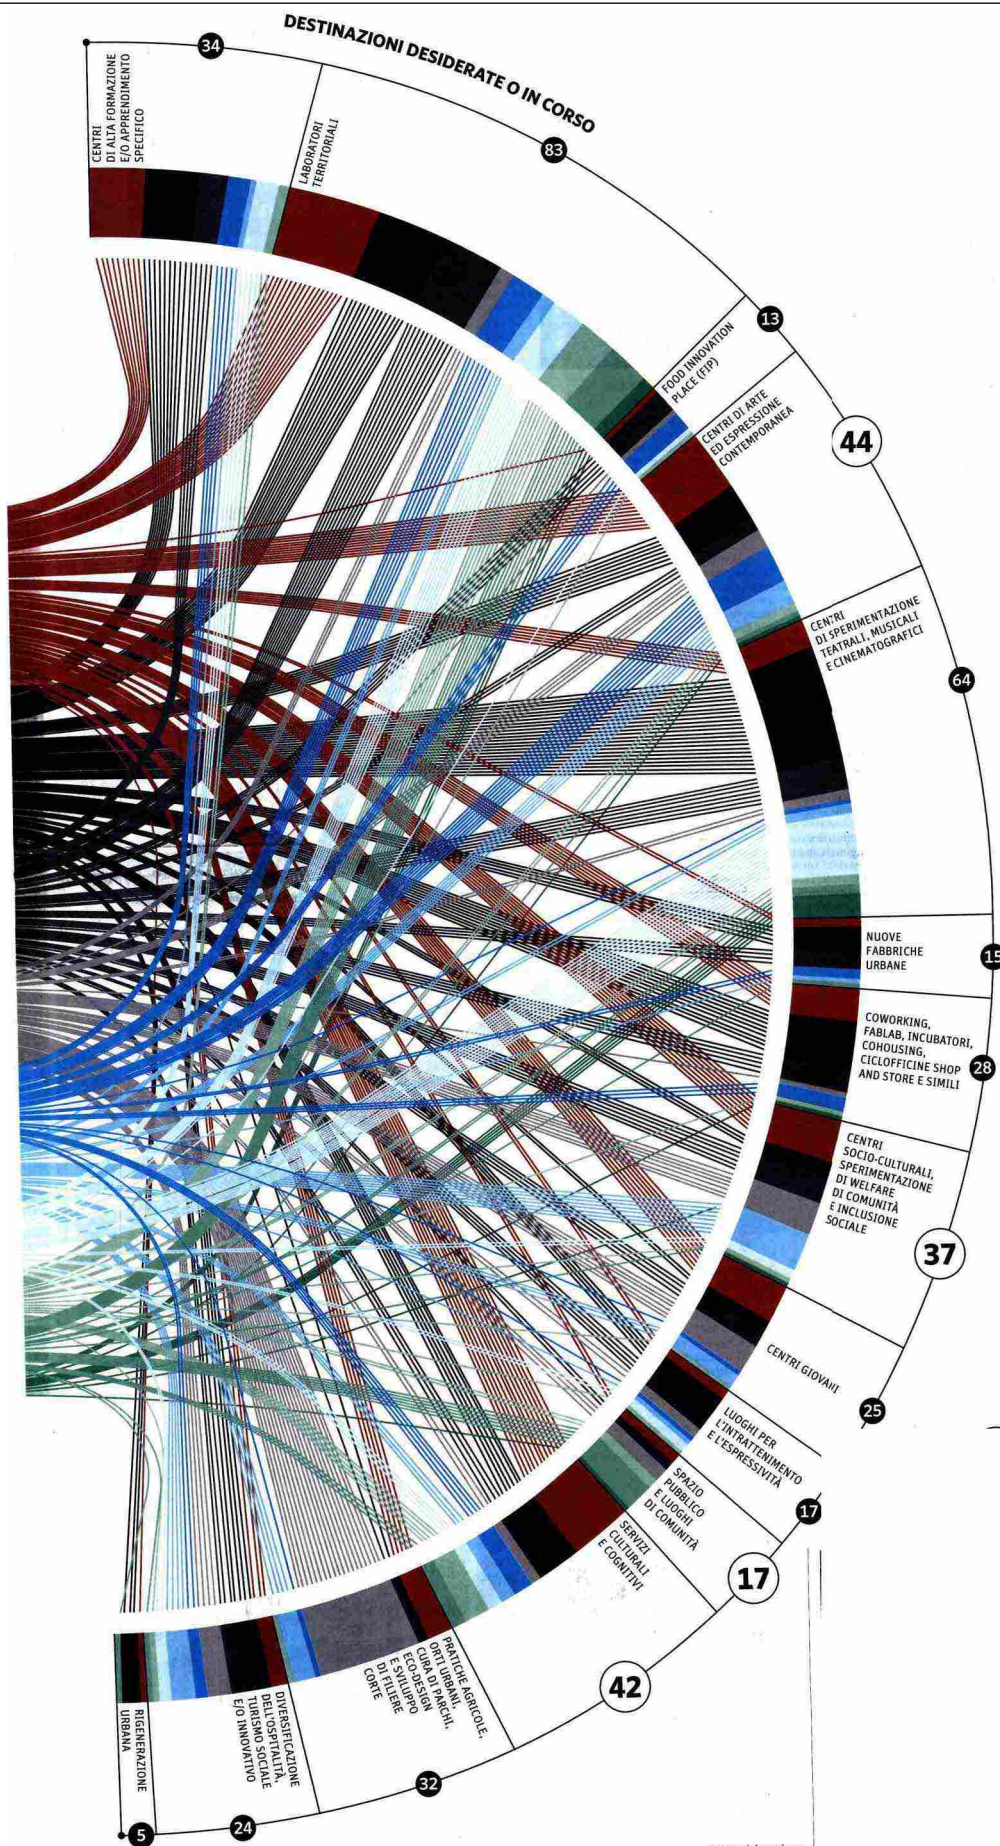 DESTINAZIONI DESIDERATE O IN CORSO
34
CENTRI
DI ALTA FORMAZIONE
E/O APPRENDIMENTO
SPECIFICO
83
LABORATORI
TERRITORIALI
13
FOOD INNOVATION
PLACE (FIP)
44
CENTRI DI ARTE
ED ESPRESSIONE
CONTEMPORANEA
64
CENTRI
DI SPERIMENTAZIONE
TEATRALI, MUSICALI
E CINEMATOGRAFICI
15
NUOVE
FABBRICHE
URBANE
28
COWORKING,
FABLAB, INCUBATORI,
COHOUSING,
CICLOFFICINE SHOP
AND STORE E SIMILI
37
CENTRI
SOCIO-CULTURALI,
SPERIMENTAZIONE
DI WELFARE
DI COMUNITÀ
E INCLUSIONE
SOCIALE
25
CENTRI GIOVANI
17
LUOGHI PER
L'INTRATTENIMENTO
E L'ESPRESSIVITÀ
17
SPAZIO
PUBBLICO
E LUOGHI
DI COMUNITÀ
42
SERVIZI
CULTURALI
E COGNITIVI
32
PRATICHE AGRICOLE,
ORTI URBANI,
CURA DI PARCHI,
ECO-DESIGN
E SVILUPPO
DI FILIERE
CORTE
24
DIVERSIFICAZIONE
DELL'OSPITALITÀ,
TURISMO SOCIALE
E/O INNOVATIVO
5
RIGENERAZIONE
URBANA